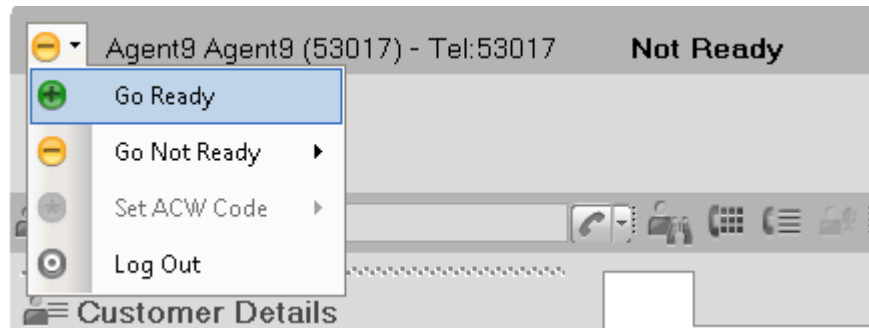 Agent9 Agent9 (53017) - Tel:53017 Not Ready
Go Ready
Go Not Ready
Set ACW Code
Log Out
Customer Details